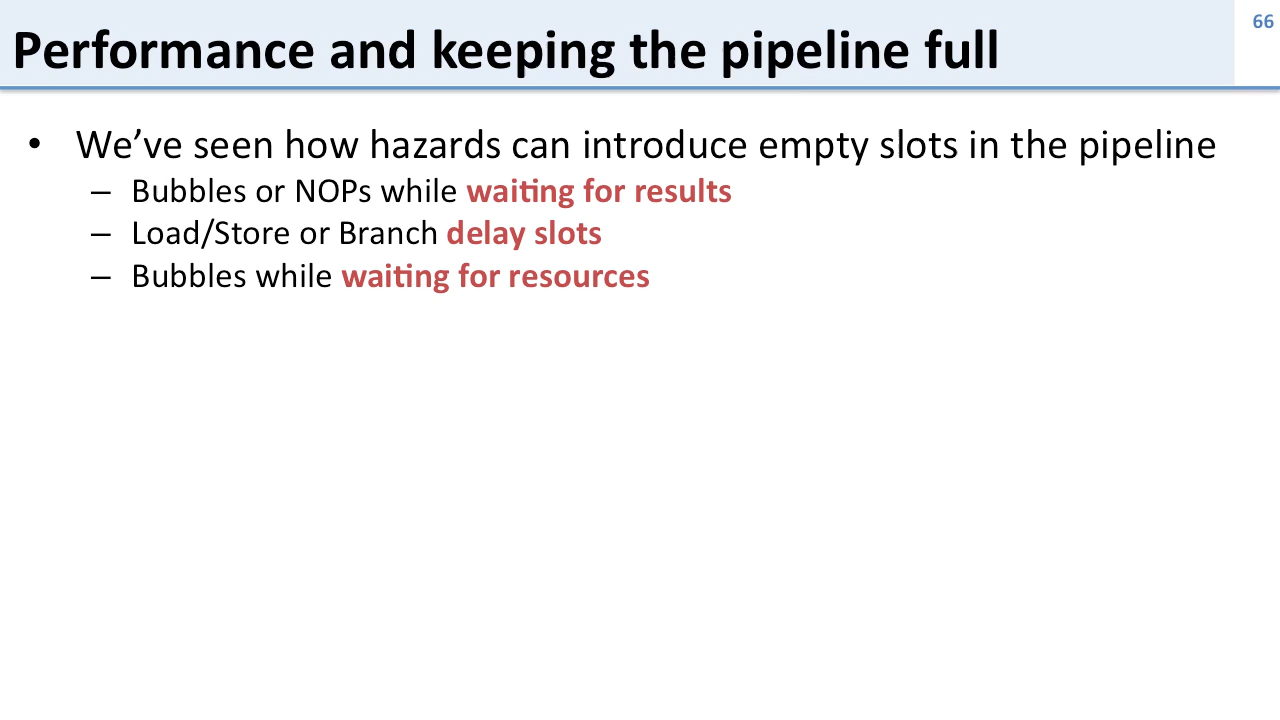 66
Performance and keeping the pipeline full
• We’ve seen how hazards can introduce empty slots in the pipeline
– Bubbles or NOPs while waiting for results
– Load/Store or Branch delay slots
– Bubbles while waiting for resources